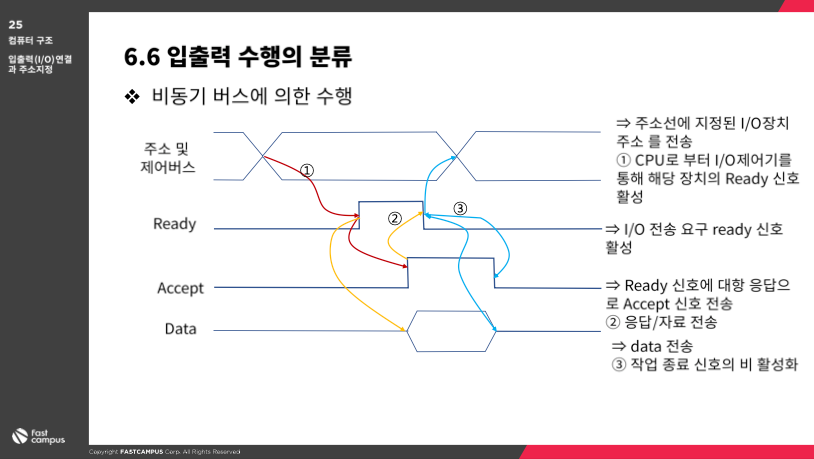 25
컴퓨터 구조
입출력(I/O)연결
과 주소지정
6.6 입출력 수행의 분류
❖ 비동기 버스에 의한 수행
주소 및
제어버스
Ready
Accept
Data
①
②
③
⇒ 주소선에 지정된 I/O장치
주소 를 전송
① CPU로 부터 I/O제어기를
통해 해당 장치의 Ready 신호
활성
⇒ I/O 전송 요구 ready 신호
활성
⇒ Ready 신호에 대항 응답으
로 Accept 신호 전송
② 응답/자료 전송
⇒ data 전송
③ 작업 종료 신호의 비 활성화
Fast
campus
Copyright FASTCAMPUS Corp. All Rights Reserved